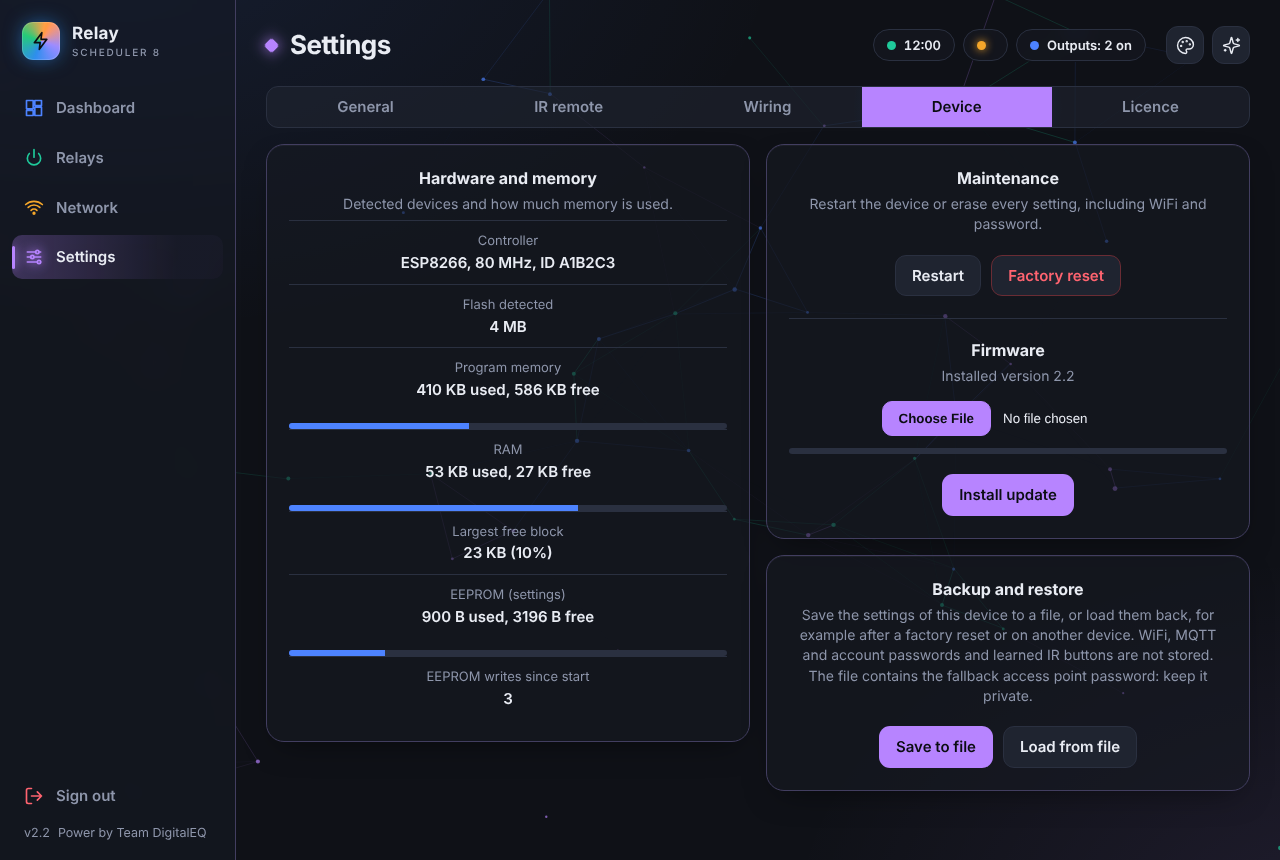 Relay
SCHEDULER 8
Dashboard
Relays
Network
Settings
Sign out
v2.2 Power by Team DigitalEQ
Settings
12:00
Outputs: 2 on
General
IR remote
Wiring
Device
Licence
Hardware and memory
Detected devices and how much memory is used.
Controller
ESP8266, 80 MHz, ID A1B2C3
Flash detected
4 MB
Program memory
410 KB used, 586 KB free
RAM
53 KB used, 27 KB free
Largest free block
23 KB (10%)
EEPROM (settings)
900 B used, 3196 B free
EEPROM writes since start
3
Maintenance
Restart the device or erase every setting, including WiFi and
password.
Restart
Factory reset
Firmware
Installed version 2.2
Choose File
No file chosen
Install update
Backup and restore
Save the settings of this device to a file, or load them back, for
example after a factory reset or on another device. WiFi, MQTT
and account passwords and learned IR buttons are not stored.
The file contains the fallback access point password: keep it
private.
Save to file
Load from file